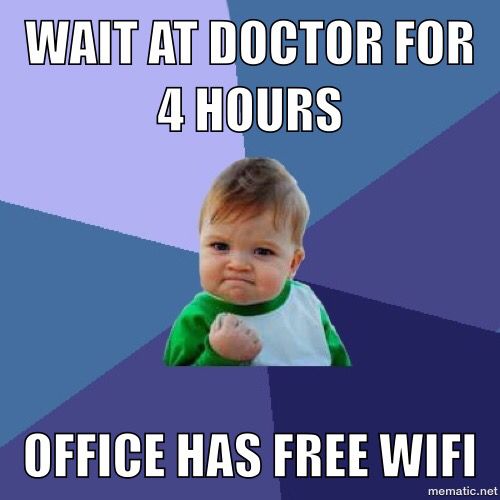 WAIT AT DOCTOR FOR
4 HOURS
OFFICE HAS FREE WIFI
mematic.net